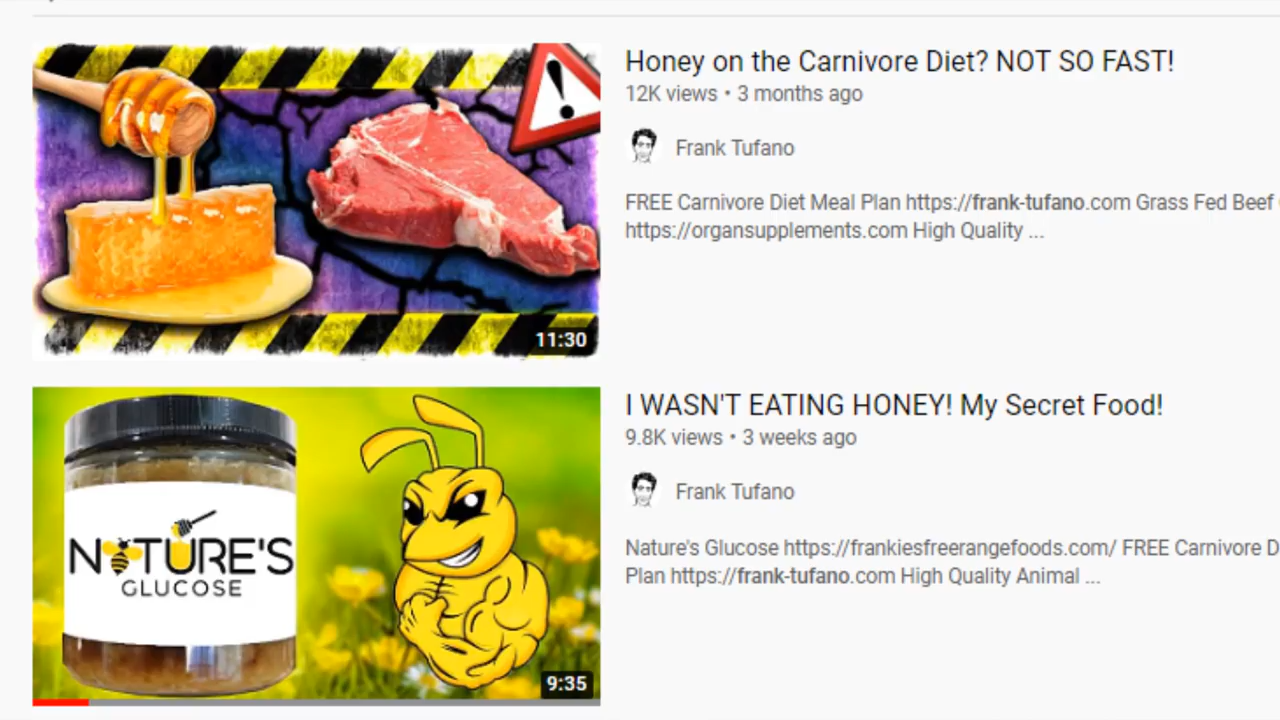 Honey on the Carnivore Diet? NOT SO FAST!
12K views • 3 months ago
Frank Tufano
FREE Carnivore Diet Meal Plan https://frank-tufano.com Grass Fed Beef
https://organsupplements.com High Quality ...
11:30
I WASN'T EATING HONEY! My Secret Food!
9.8K views • 3 weeks ago
Frank Tufano
Nature's Glucose https://frankiesfreerangefoods.com/ FREE Carnivore D
Plan https://frank-tufano.com High Quality Animal ...
NATURE'S
GLUCOSE
9:35